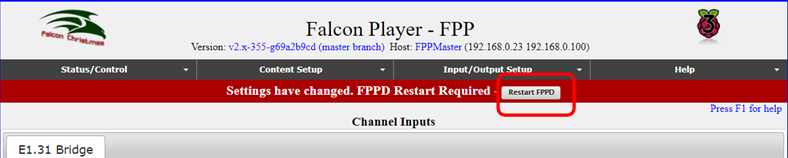 Falcon Christmas
Falcon Player - FPP
Version: v2.x-355-g69a2b9cd (master branch) Host: FPPMaster (192.168.0.23 192.168.0.100)
Status/Control Content Setup Input/Output Setup Help
Settings have changed. FPPD Restart Required - Restart FPPD
Press F1 for help
Channel Inputs
E1.31 Bridge